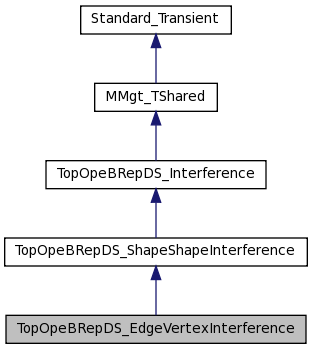 Standard_Transient
MMgt_TShared
TopOpeBRepDS_Interference
TopOpeBRepDS_ShapeShapeInterference
TopOpeBRepDS_EdgeVertexInterference